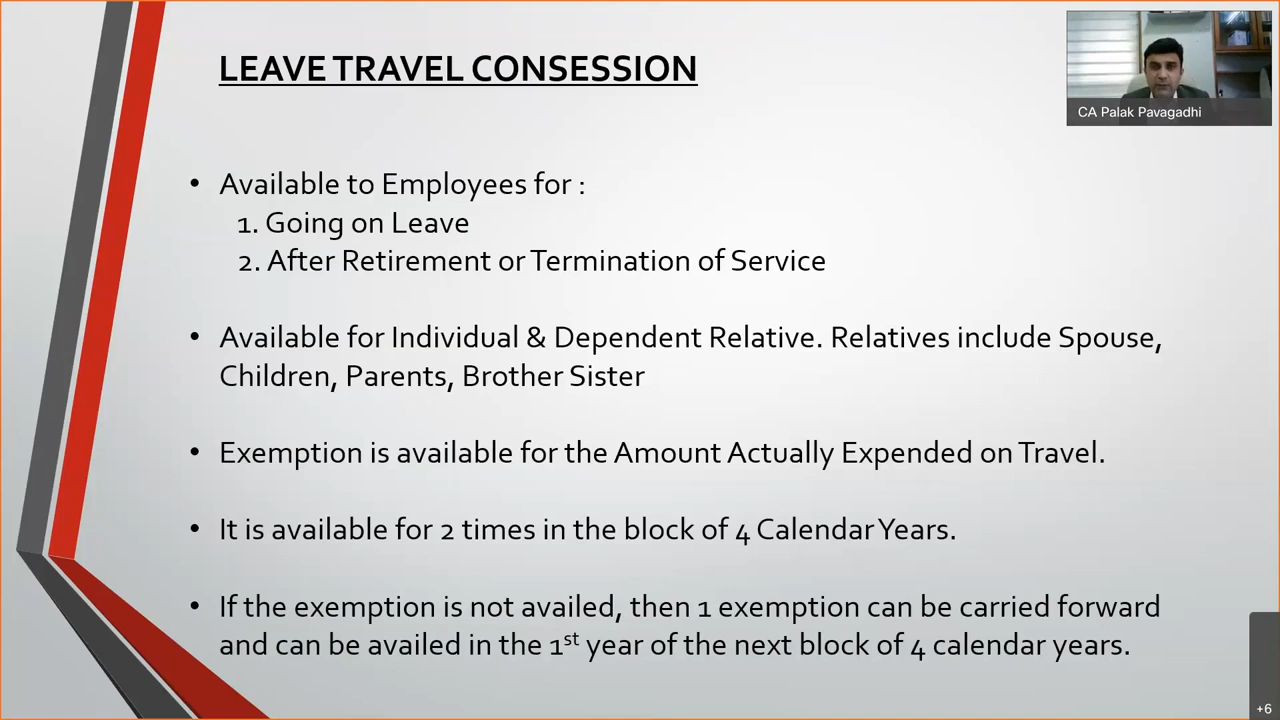 LEAVE TRAVEL CONSESSION
CA Palak Pavagadhi
• Available to Employees for :
1. Going on Leave
2. After Retirement or Termination of Service
• Available for Individual & Dependent Relative. Relatives include Spouse,
Children, Parents, Brother Sister
• Exemption is available for the Amount Actually Expended on Travel.
• It is available for 2 times in the block of 4 Calendar Years.
• If the exemption is not availed, then 1 exemption can be carried forward
and can be availed in the 1st year of the next block of 4 calendar years.
+6